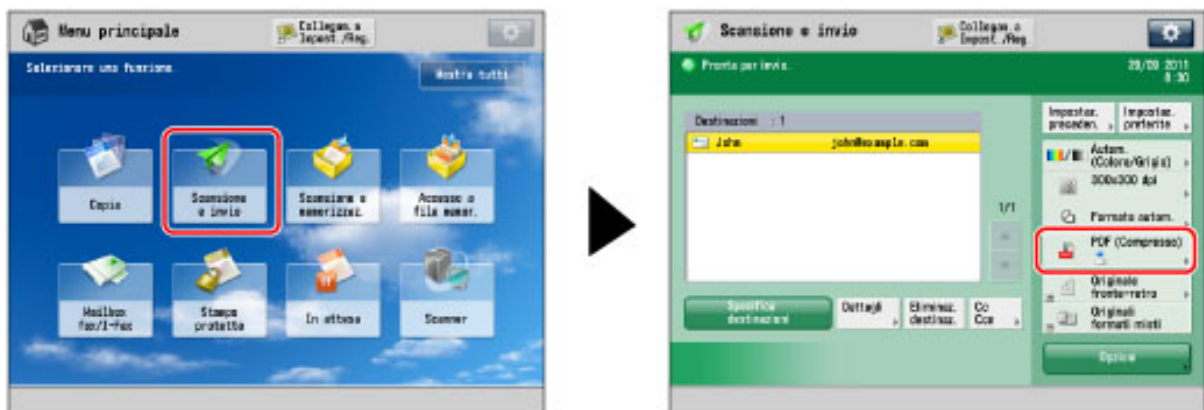 Menu principale
Collegam.a
Impost./Reg.
Selezionare una funzione.
Mostra tutti
Copia
Scansione
e invio
Scansione e
memorizzaz.
Accesso a
file memor.
Mailbox
fax/I-Fax
Stampa
protetta
In attesa
Scanner
Scansione e invio
Collegam.a
Impost./Reg.
Pronta per invio.
29/09 2011
8:30
Destinazioni : 1
John john@example.com
1/1
Specifica
destinazioni
Dettagli
Eliminaz.
destinaz.
Cc
Ccn
Impostaz.
preceden.
Impostaz.
preferite
Autom.
(Colore/Grigio)
300x300 dpi
Formato autom.
PDF (Compresso)
Originale
fronte-retro
Originali
formati misti
Opzioni